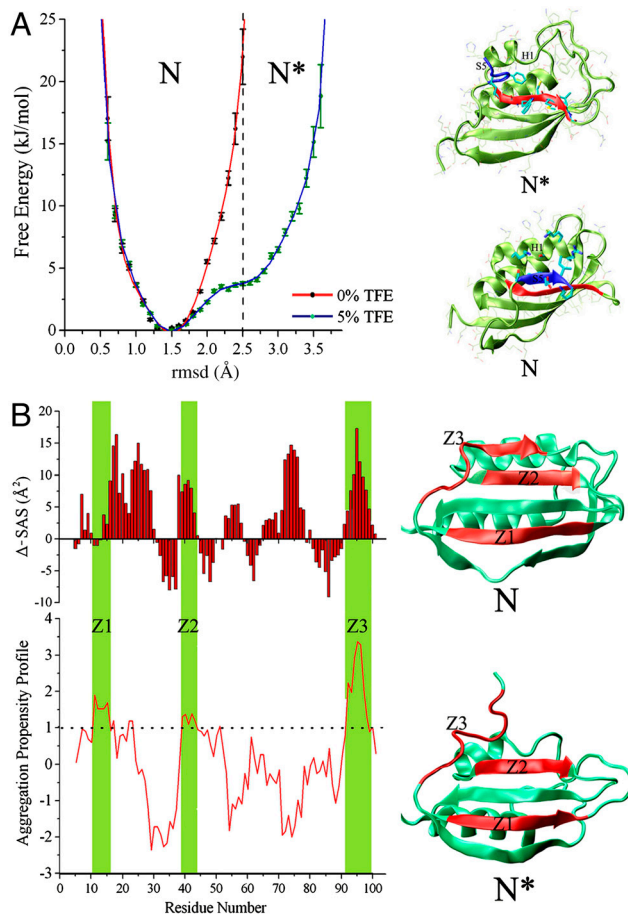 A
N
N*
Free Energy (kJ/mol)
25
20
15
10
5
0
0.0 0.5 1.0 1.5 2.0 2.5 3.0 3.5
rmsd (Å)
0% TFE
5% TFE
S5
H1
N*
H1
N
B
Δ-SAS (Å²)
20
15
10
5
0
-5
-10
Z1
Z2
Z3
Aggregation Propensity Profile
4
3
2
1
0
-1
-2
-3
0 10 20 30 40 50 60 70 80 90 100
Residue Number
Z3
Z2
Z1
N
Z3
Z2
Z1
N*